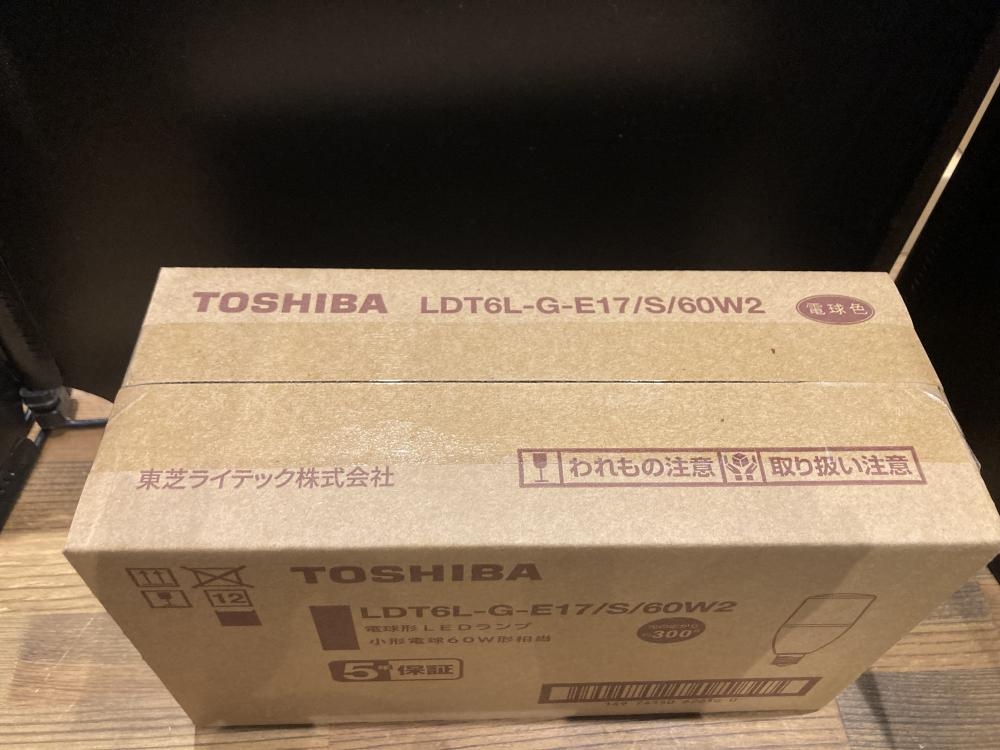 TOSHIBA LDT6L-G-E17/S/60W2 電球色
東芝ライテック株式会社 われもの注意 取り扱い注意
TOSHIBA
12
LDT6L-G-E17/S/60W2
電球形LEDランプ
小形電球60W形相当
300°
5年保証